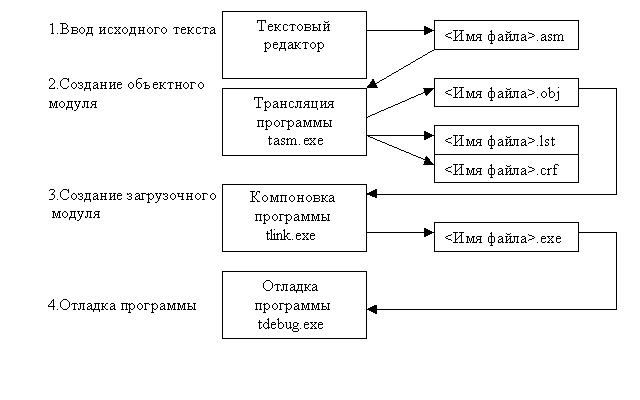 1.Ввод исходного текста
Текстовый
редактор
<Имя файла>.asm
2.Создание объектного
модуля
Трансляция
программы
tasm.exe
<Имя файла>.obj
<Имя файла>.lst
<Имя файла>.crf
3.Создание загрузочного
модуля
Компоновка
программы
tlink.exe
<Имя файла>.exe
4.Отладка программы
Отладка
программы
tdebug.exe